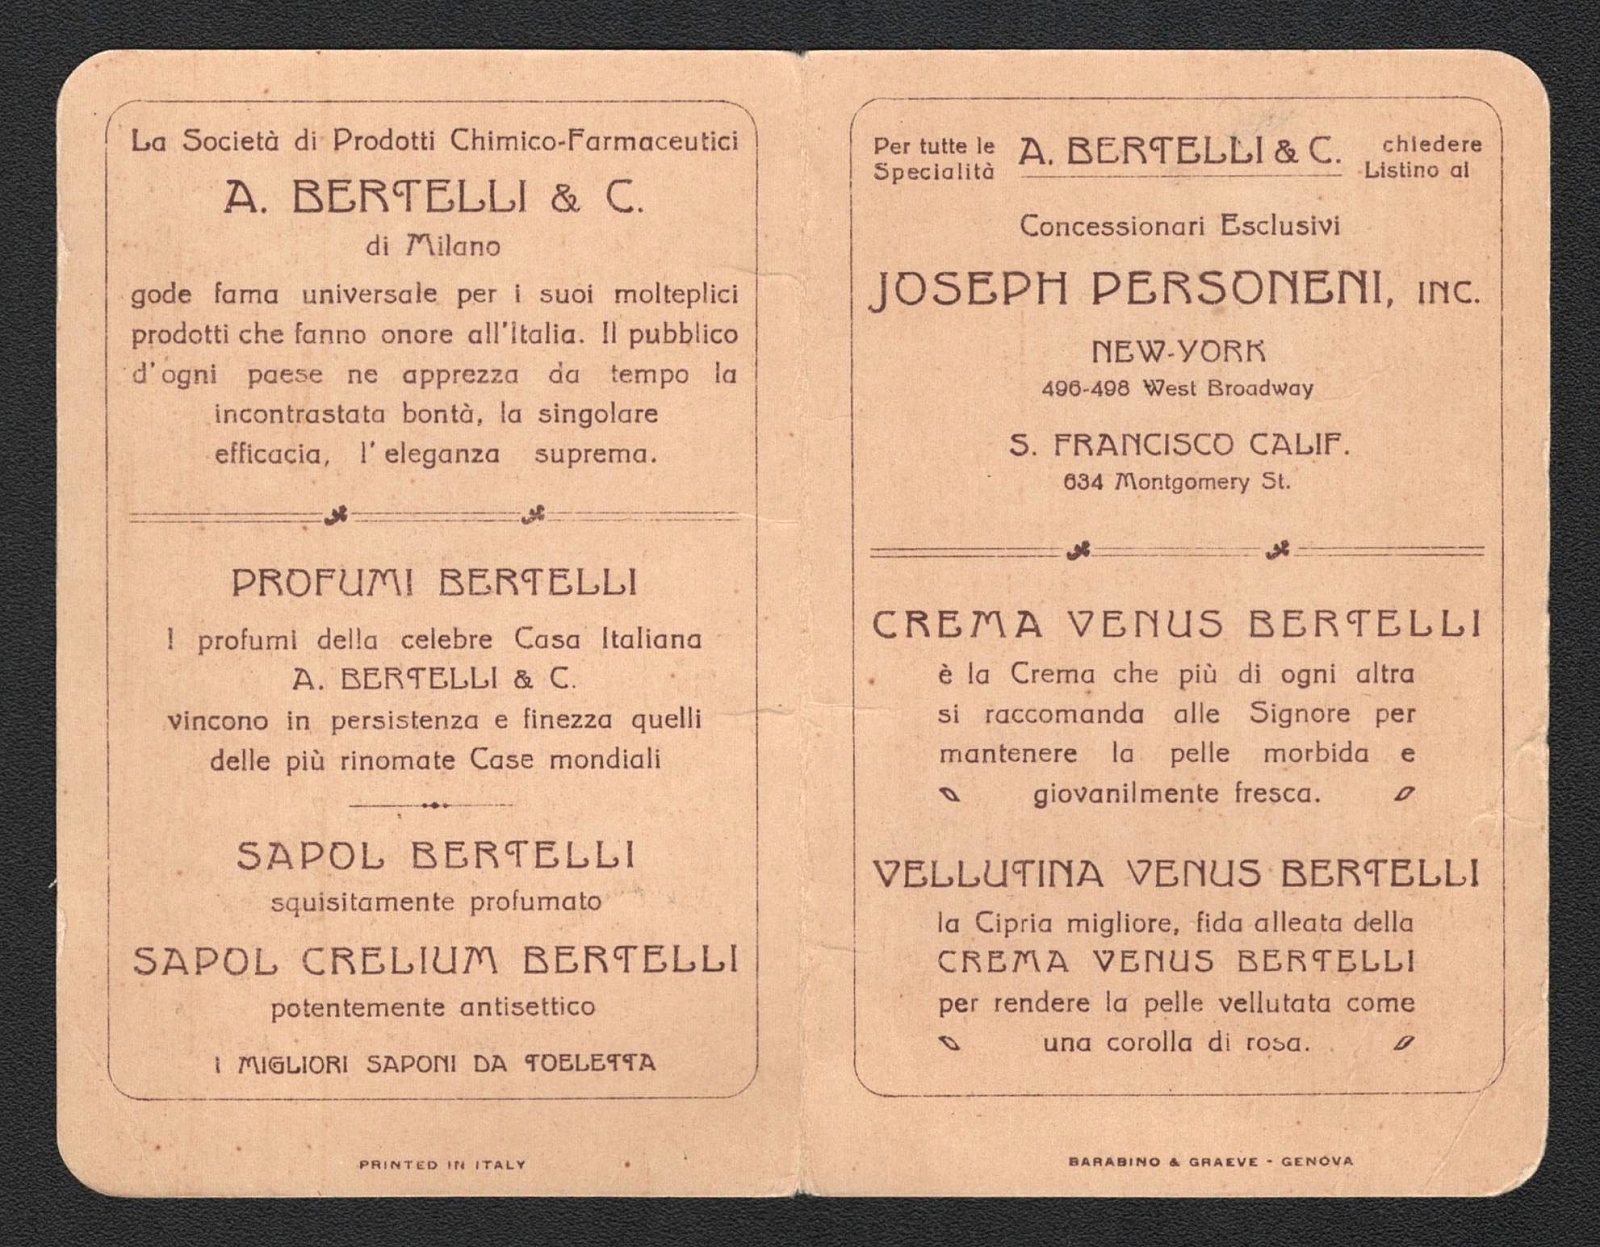 La Società di Prodotti Chimico-Farmaceutici
A. BERTELLI & C.
di Milano
gode fama universale per i suoi molteplici
prodotti che fanno onore all'Italia. Il pubblico
d'ogni paese ne apprezza da tempo la
incontrastata bontà, la singolare
efficacia, l'eleganza suprema.
PROFUMI BERTELLI
I profumi della celebre Casa Italiana
A. BERTELLI & C.
vincono in persistenza e finezza quelli
delle più rinomate Case mondiali
SAPOL BERTELLI
squisitamente profumato
SAPOL CRELIUM BERTELLI
potentemente antisettico
I MIGLIORI SAPONI DA TOELETTA
PRINTED IN ITALY
Per tutte le Specialità A. BERTELLI & C. chiedere Listino ai
Concessionari Esclusivi
JOSEPH PERSONENI, INC.
NEW-YORK
496-498 West Broadway
S. FRANCISCO CALIF.
634 Montgomery St.
CREMA VENUS BERTELLI
è la Crema che più di ogni altra
si raccomanda alle Signore per
mantenere la pelle morbida e
giovanilmente fresca.
VELLUTINA VENUS BERTELLI
la Cipria migliore, fida alleata della
CREMA VENUS BERTELLI
per rendere la pelle vellutata come
una corolla di rosa.
BARABINO & GRAEVE - GENOVA